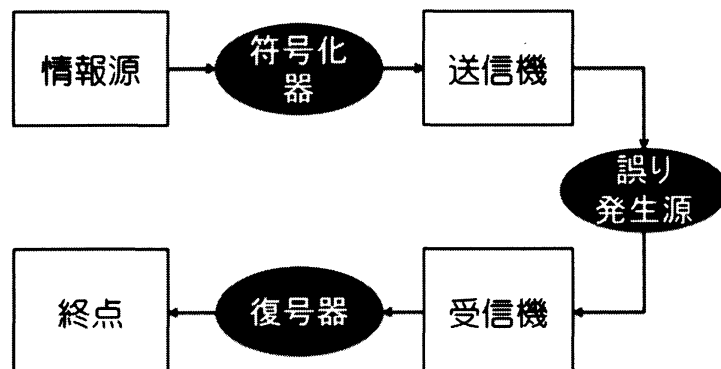 情報源
符号化
器
送信機
誤り
発生源
受信機
復号器
終点